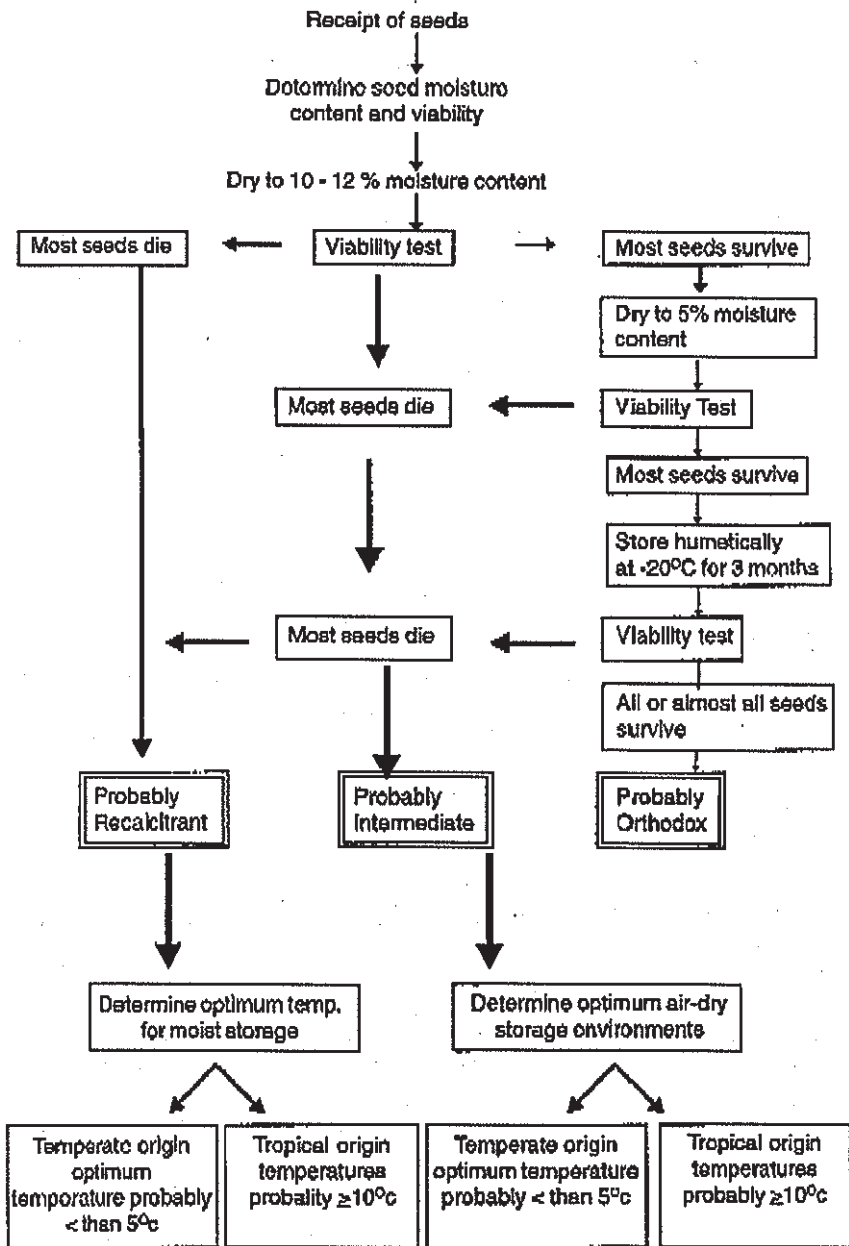 Receipt of seeds
Dotormino seod moisture
content and viability
Dry to 10 - 12 % moisture content
Most seeds die
Viability test
Most seeds survive
Dry to 5% moisture
content
Most seeds die
Viability Test
Most seeds survive
Store humetically
at -20°C for 3 months
Most seeds die
Viability test
All or almost all seeds
survive
Probably
Recalcitrant
Probably
Intermediate
Probably
Orthodox
Determine optimum temp.
for moist storage
Determine optimum air-dry
storage environments
Temperate origin
optimum
temporature probably
< than 5°c
Tropical origin
temperatures
probality ≥10°c
Temperate origin
optimum temperature
probably < than 5°c
Tropical origin
temperatures
probably ≥10°c